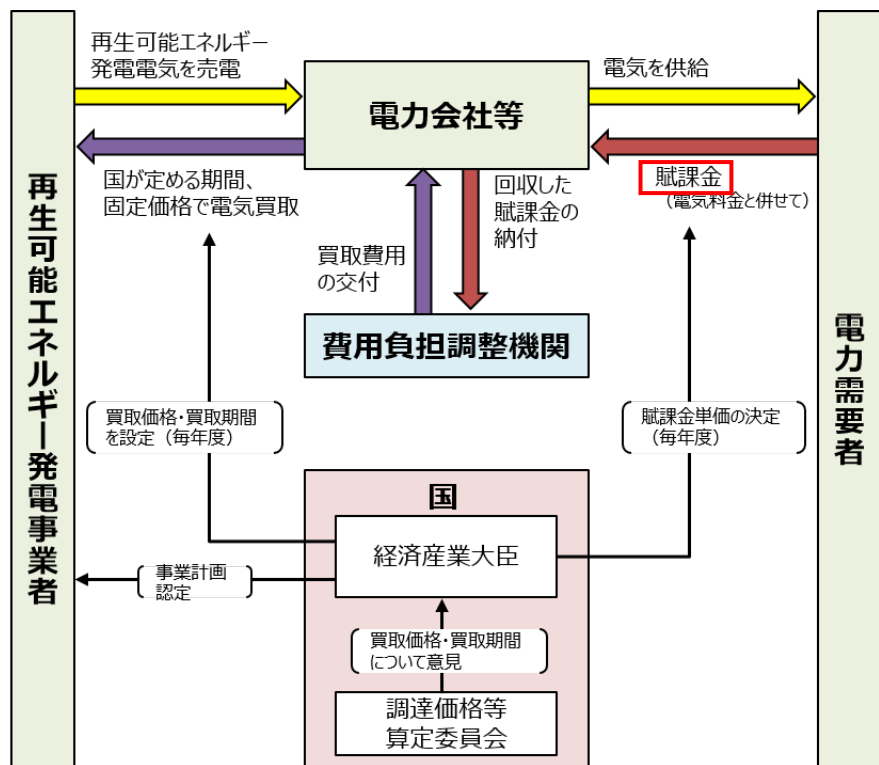 再生可能エネルギー
発電電気を売電
電気を供給
電力会社等
国が定める期間、
固定価格で電気買取
賦課金
(電気料金と併せて)
回収した
賦課金の
納付
買取費用
の交付
費用負担調整機関
再生可能エネルギー発電事業者
電力需要者
買取価格・買取期間
を設定（毎年度）
賦課金単価の決定
（毎年度）
国
経済産業大臣
事業計画
認定
買取価格・買取期間
について意見
調達価格等
算定委員会